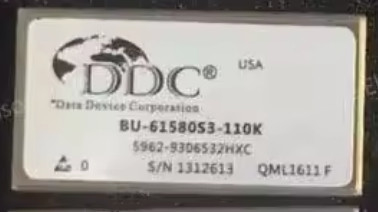 DDC®
USA
"Data Device Corporation
BU-61580S3-110K
5962-9306532HXC
0 S/N 1312613 QML1611 F